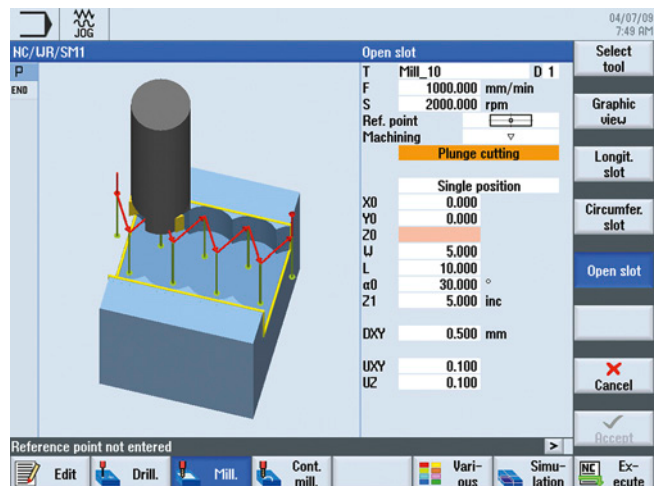 JOG
04/07/09
7:49 AM
NC/WR/SM1
Open slot
Select tool
P
END
T Mill_10 D 1
F 1000.000 mm/min
S 2000.000 rpm
Ref. point
Machining ▽
Plunge cutting
Single position
X0 0.000
Y0 0.000
Z0
W 5.000
L 10.000
α0 30.000 °
Z1 5.000 inc
DXY 0.500 mm
UXY 0.100
UZ 0.100
Graphic view
Longit. slot
Circumfer. slot
Open slot
Cancel
Accept
Reference point not entered >
Edit
Drill.
Mill.
Cont. mill.
Vari-ous
Simu-lation
NC Ex-ecute